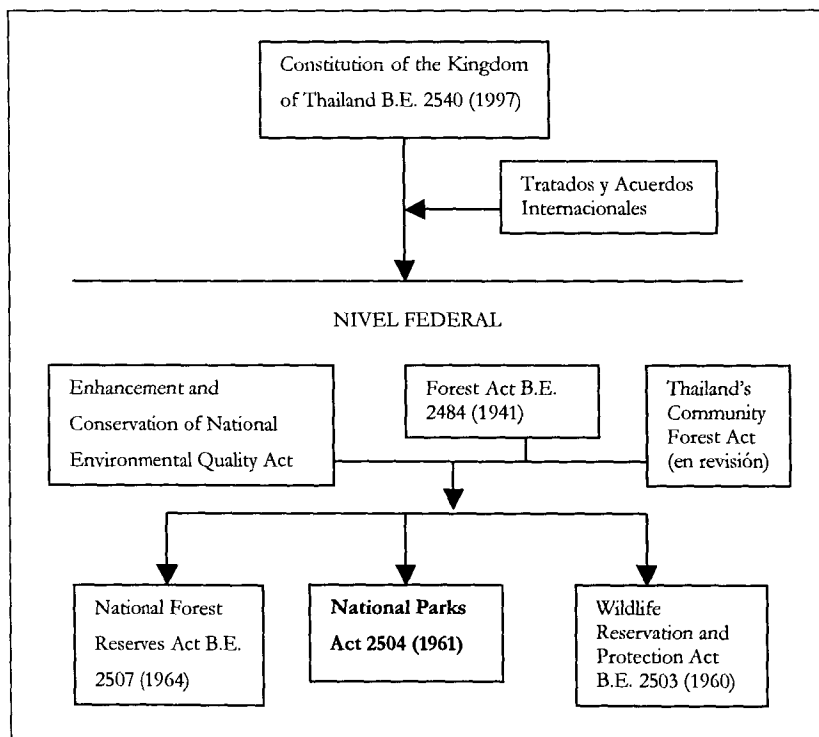 Constitution of the Kingdom
of Thailand B.E. 2540 (1997)
Tratados y Acuerdos
Internacionales
NIVEL FEDERAL
Enhancement and
Conservation of National
Environmental Quality Act
Forest Act B.E.
2484 (1941)
Thailand's
Community
Forest Act
(en revisión)
National Forest
Reserves Act B.E.
2507 (1964)
National Parks
Act 2504 (1961)
Wildlife
Reservation and
Protection Act
B.E. 2503 (1960)